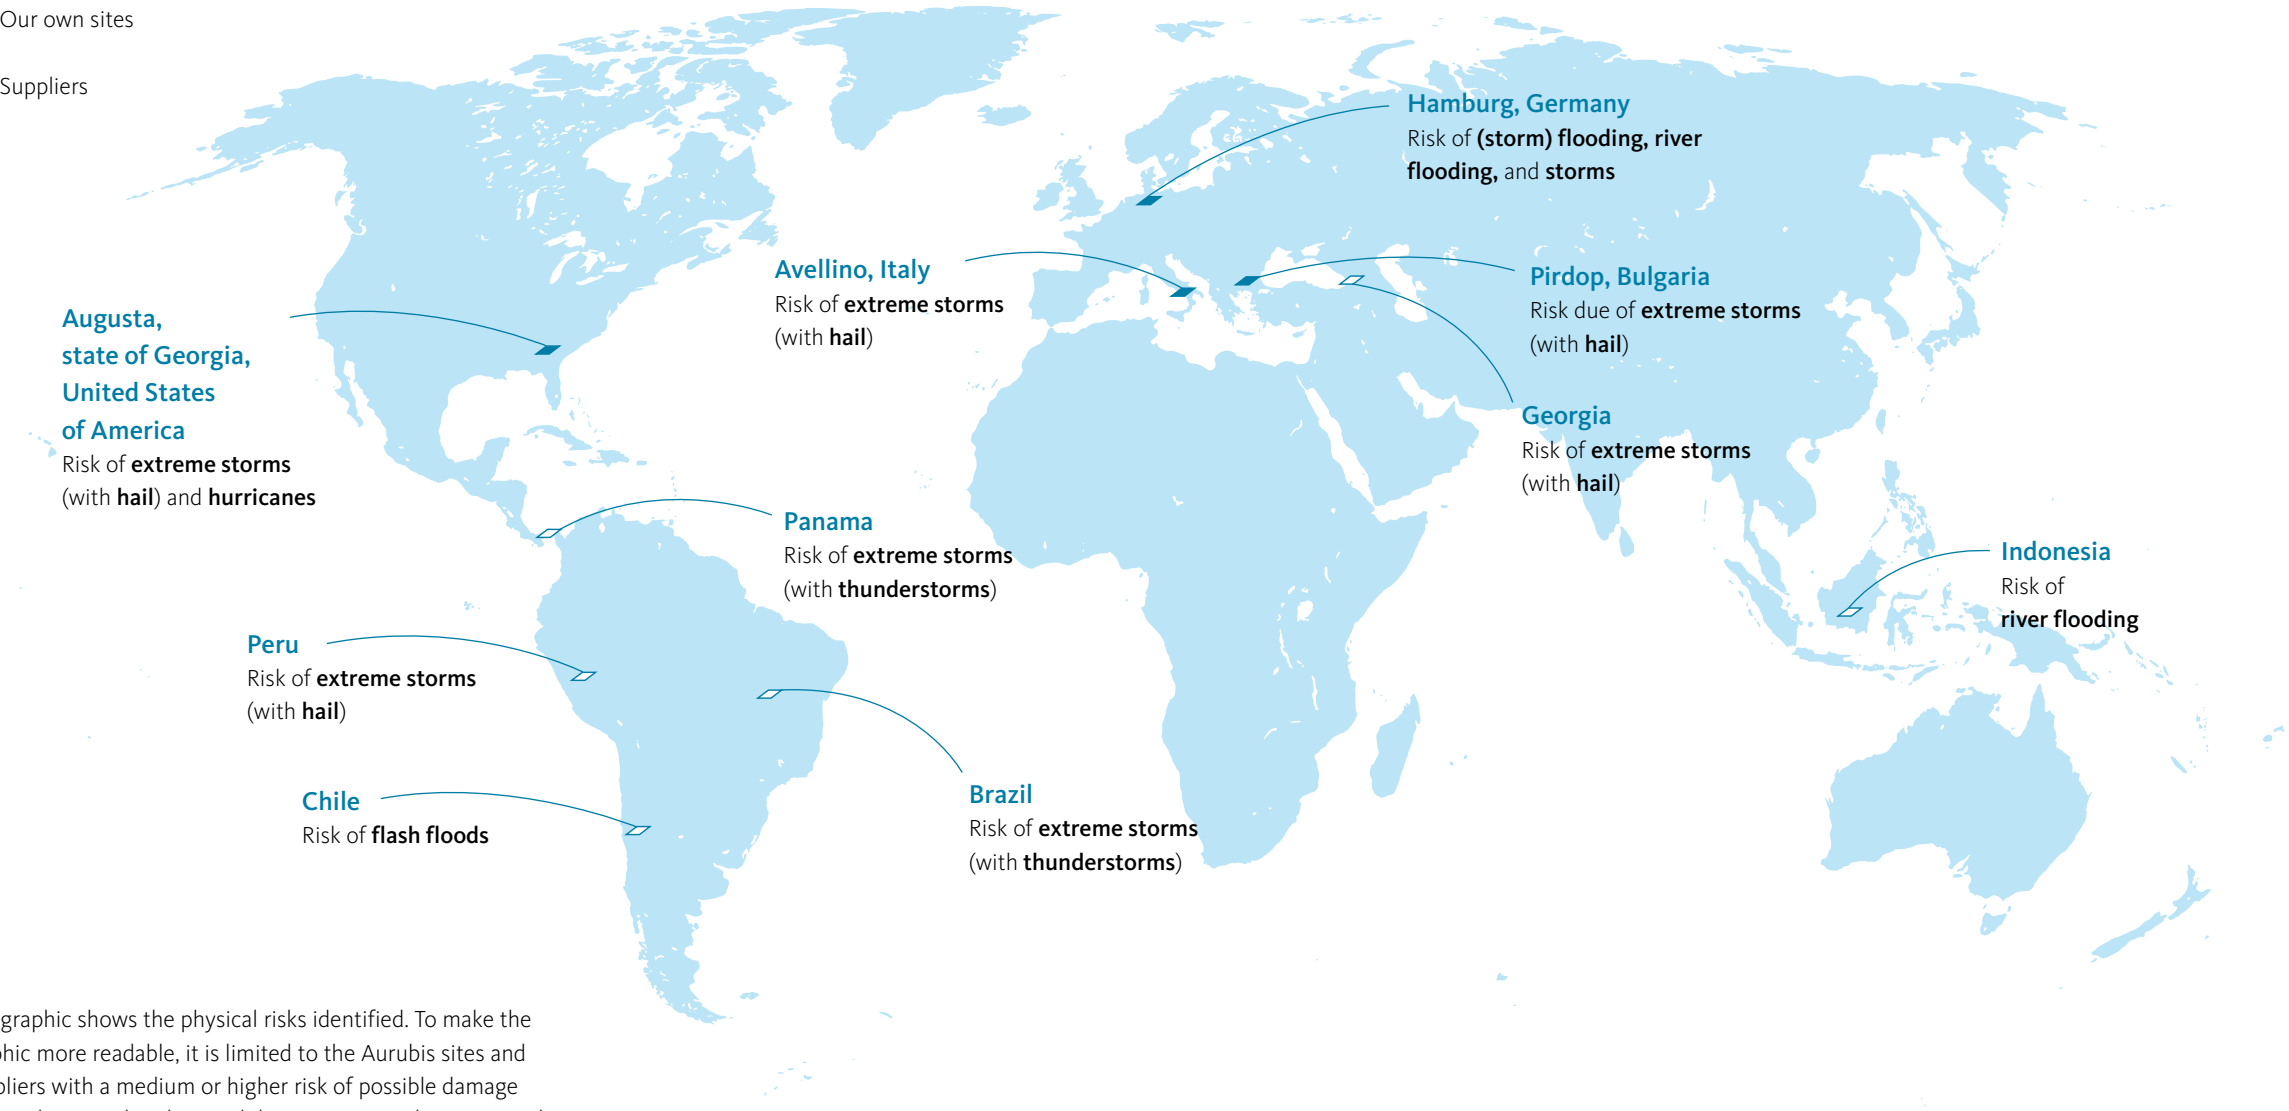 Our own sites
Suppliers
Hamburg, Germany
Risk of (storm) flooding, river
flooding, and storms
Avellino, Italy
Risk of extreme storms
(with hail)
Pirdop, Bulgaria
Risk due of extreme storms
(with hail)
Augusta,
state of Georgia,
United States
of America
Risk of extreme storms
(with hail) and hurricanes
Georgia
Risk of extreme storms
(with hail)
Panama
Risk of extreme storms
(with thunderstorms)
Indonesia
Risk of
river flooding
Peru
Risk of extreme storms
(with hail)
Chile
Risk of flash floods
Brazil
Risk of extreme storms
(with thunderstorms)
graphic shows the physical risks identified. To make the
phic more readable, it is limited to the Aurubis sites and
pliers with a medium or higher risk of possible damage